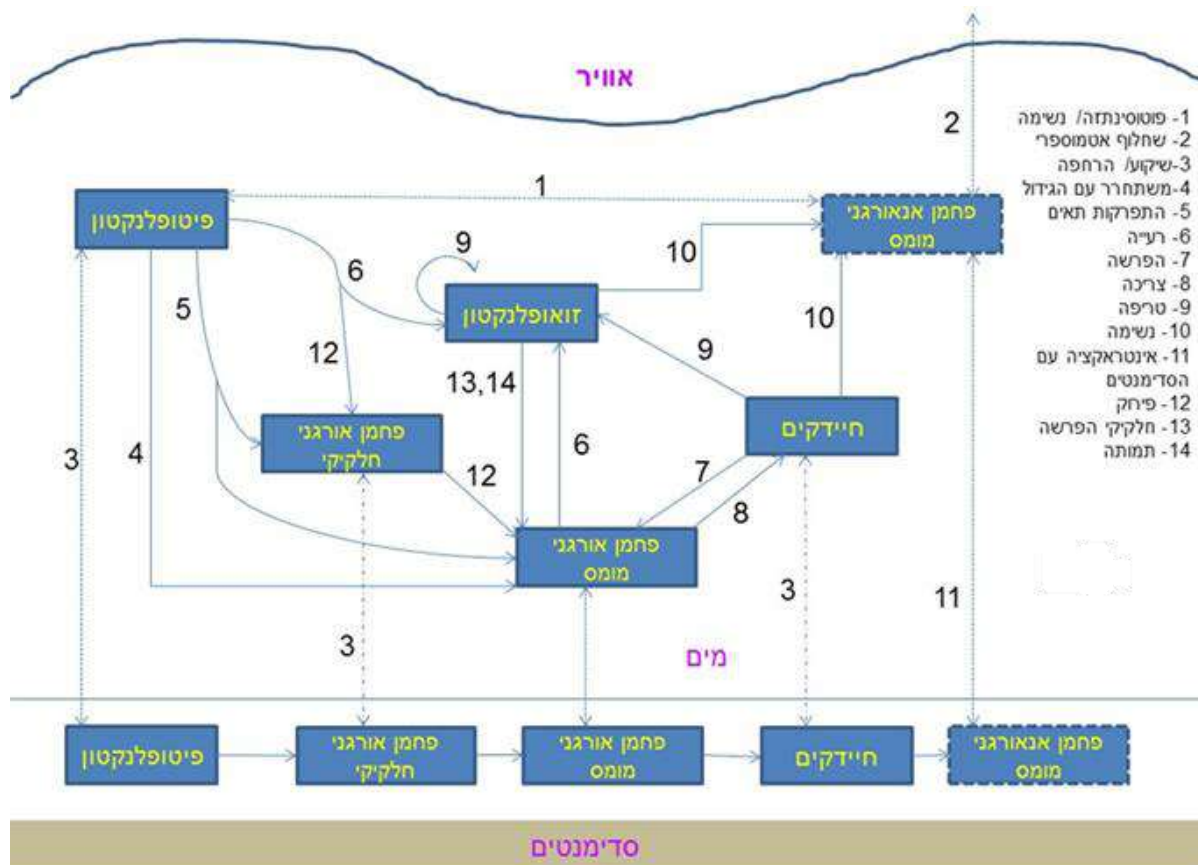 אוויר
2
1- פוטוסינתזה/ נשימה
2- שחלוף אטמוספרי
3-שיקוע/ הרחפה
4-משתחרר עם הגידול
5- התפרקות תאים
6- רעייה
7- הפרשה
8- צריכה
9- טריפה
10- נשימה
11- אינטראקציה עם
הסדימנטים
12- פירוק
13- חלקיקי הפרשה
14- תמותה
1
פיטופלנקטון
פחמן אנאורגני
מומס
9
10
6
5
זואופלנקטון
10
12
9
13,14
חיידקים
פחמן אורגני
חלקיקי
3
4
6
7
12
8
פחמן אורגני
מומס
3
11
3
מים
פיטופלנקטון
פחמן אורגני
חלקיקי
פחמן אורגני
מומס
חיידקים
פחמן אנאורגני
מומס
סדימנטים